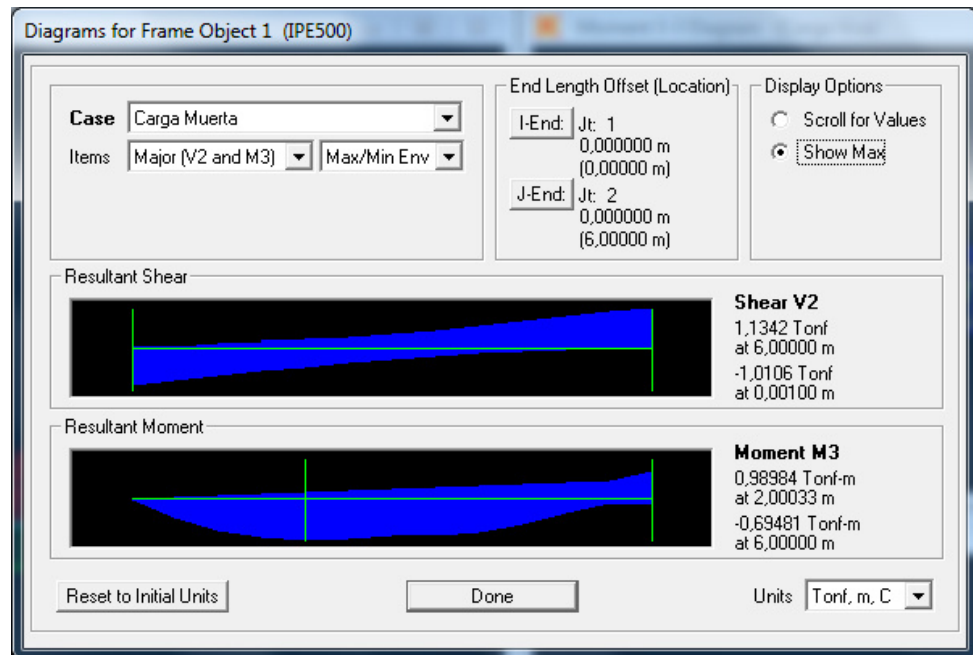 Diagrams for Frame Object 1 (IPE500)
Case Carga Muerta
Items Major (V2 and M3) Max/Min Env
End Length Offset (Location)
I-End: Jt: 1
0,000000 m
(0,00000 m)
J-End: Jt: 2
0,000000 m
(6,00000 m)
Display Options
Scroll for Values
Show Max
Resultant Shear
Shear V2
1,1342 Tonf
at 6,00000 m
-1,0106 Tonf
at 0,00100 m
Resultant Moment
Moment M3
0,98984 Tonf-m
at 2,00033 m
-0,69481 Tonf-m
at 6,00000 m
Reset to Initial Units
Done
Units Tonf, m, C